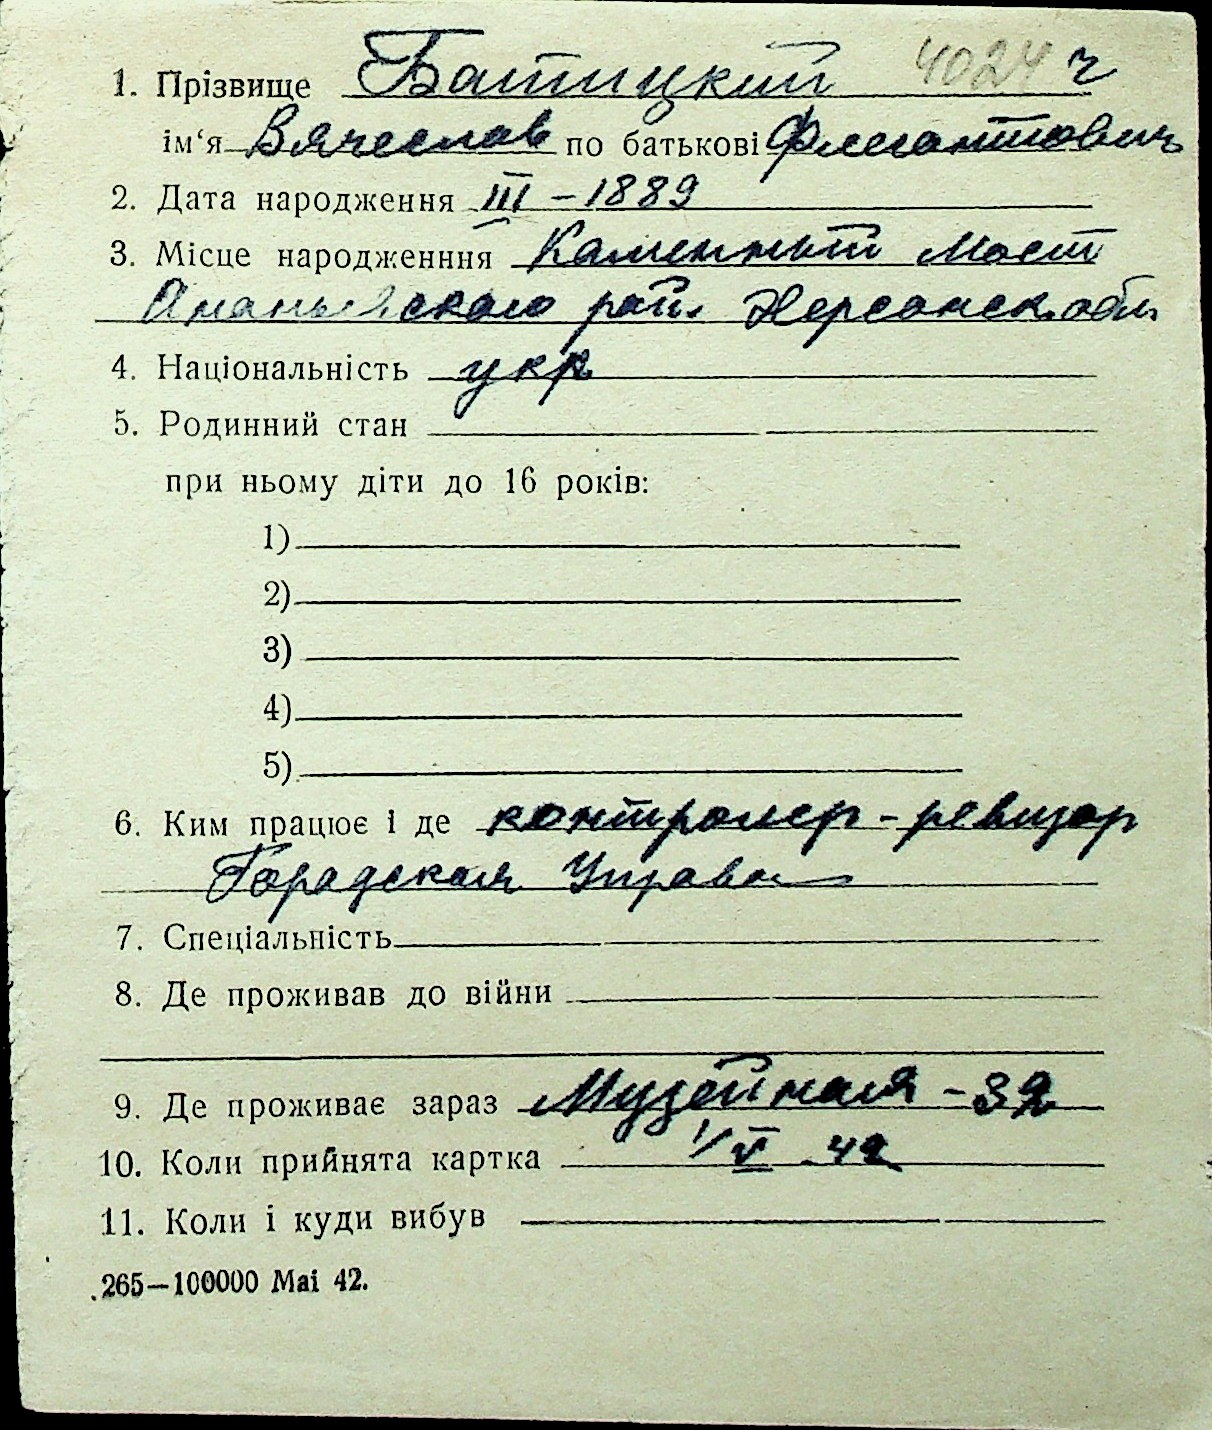 1. Прізвище Батицкий 4024 ч
ім‘я Вячеслав по батькові Флегантович
2. Дата народження III – 1889
3. Місце народженння Каменный Мост
Ананьевского рай. Херсонск. обл.
4. Національність укр
5. Родинний стан
при ньому діти до 16 років:
1)
2)
3)
4)
5)
6. Ким працює і де контролер - ревизор
Городская Управа
7. Спеціальність
8. Де проживав до війни
9. Де проживає зараз Музейная - 32
10. Коли прийнята картка 1/V 42
11. Коли і куди вибув
265—100000 Mai 42.